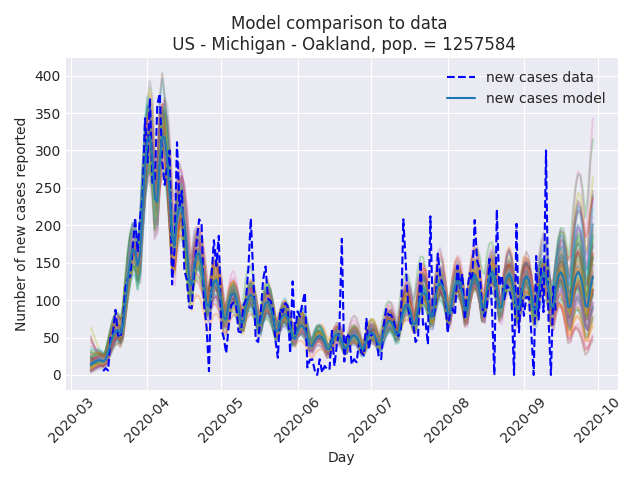 Model comparison to data
US - Michigan - Oakland, pop. = 1257584
new cases data
new cases model
Number of new cases reported
400
350
300
250
200
150
100
50
0
2020-03
2020-04
2020-05
2020-06
2020-07
2020-08
2020-09
2020-10
Day